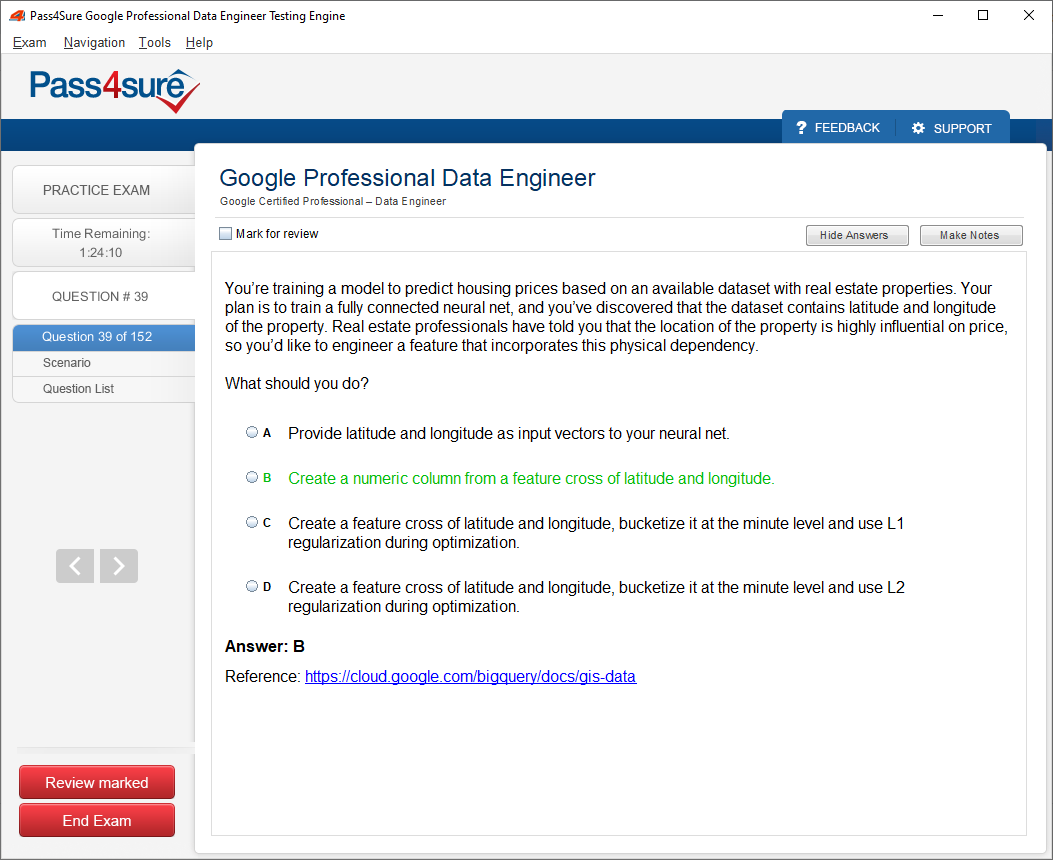 Pass4Sure Google Professional Data Engineer Testing Engine
Exam Navigation Tools Help
Pass4sure
? FEEDBACK SUPPORT
PRACTICE EXAM
Time Remaining:
1:24:10
QUESTION # 39
Question 39 of 152
Scenario
Question List
Review marked
End Exam
Google Professional Data Engineer
Google Certified Professional – Data Engineer
Mark for review
Hide Answers Make Notes
You’re training a model to predict housing prices based on an available dataset with real estate properties. Your
plan is to train a fully connected neural net, and you’ve discovered that the dataset contains latitude and longitude
of the property. Real estate professionals have told you that the location of the property is highly influential on price,
so you’d like to engineer a feature that incorporates this physical dependency.
What should you do?
A Provide latitude and longitude as input vectors to your neural net.
B Create a numeric column from a feature cross of latitude and longitude.
C Create a feature cross of latitude and longitude, bucketize it at the minute level and use L1
regularization during optimization.
D Create a feature cross of latitude and longitude, bucketize it at the minute level and use L2
regularization during optimization.
Answer: B
Reference: https://cloud.google.com/bigquery/docs/gis-data